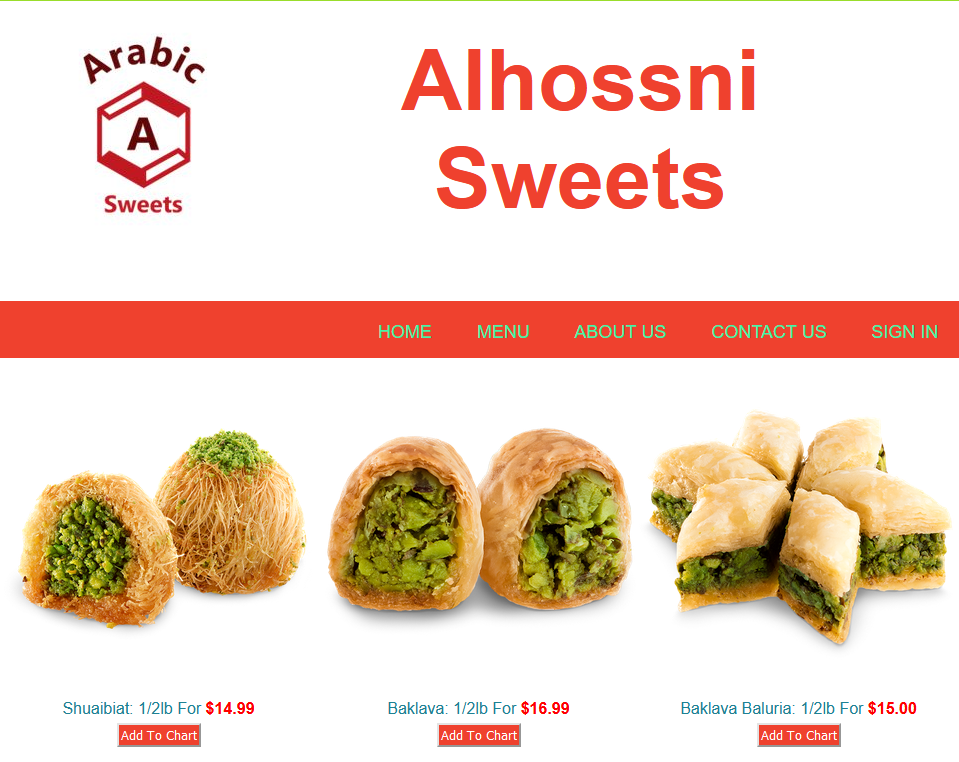 Arabic
A
Sweets
Alhossni
Sweets
HOME MENU ABOUT US CONTACT US SIGN IN
Shuaibiat: 1/2lb For $14.99
Add To Chart
Baklava: 1/2lb For $16.99
Add To Chart
Baklava Baluria: 1/2lb For $15.00
Add To Chart